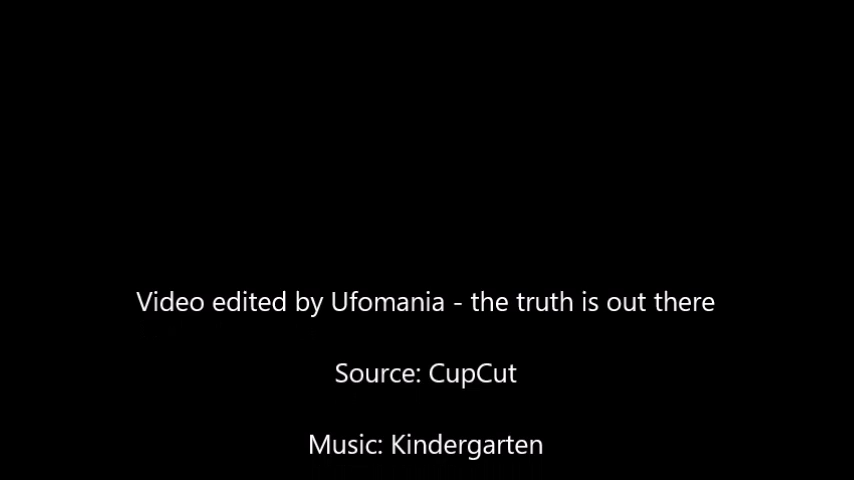 Video edited by Ufomania - the truth is out there
Source: CupCut
Music: Kindergarten